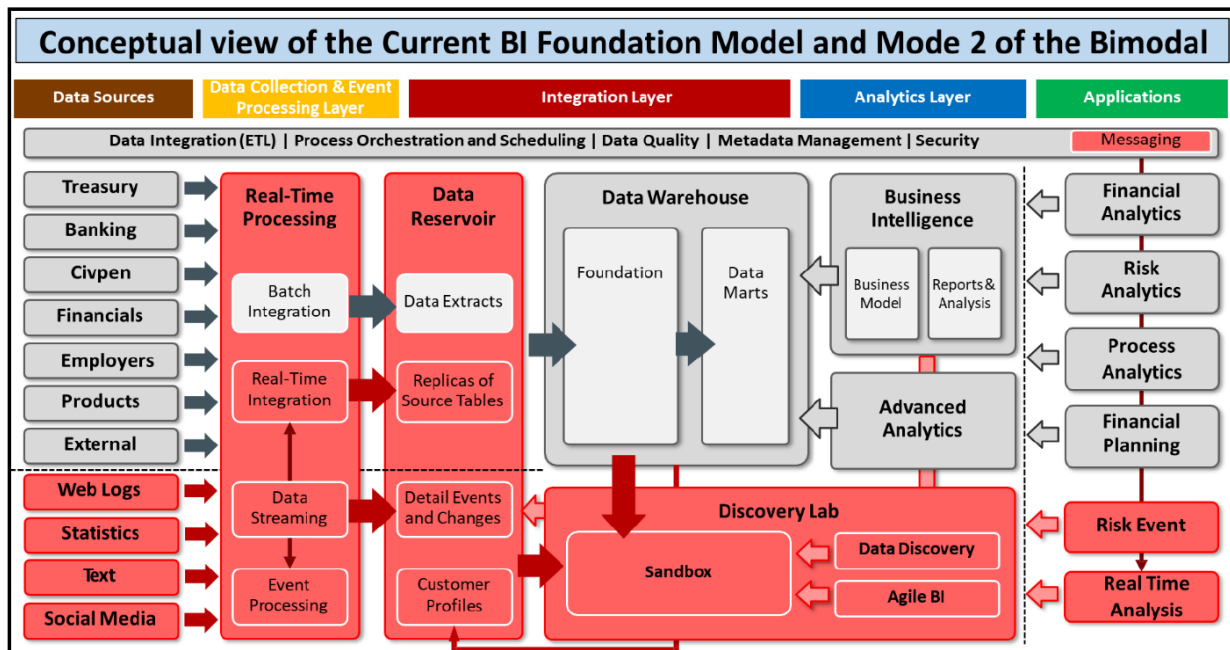 Conceptual view of the Current BI Foundation Model and Mode 2 of the Bimodal
Data Sources
Data Collection & Event
Processing Layer
Integration Layer
Analytics Layer
Applications
Data Integration (ETL) | Process Orchestration and Scheduling | Data Quality | Metadata Management | Security
Messaging
Treasury
Banking
Civpen
Financials
Employers
Products
External
Web Logs
Statistics
Text
Social Media
Real-Time
Processing
Batch
Integration
Real-Time
Integration
Data
Streaming
Event
Processing
Data
Reservoir
Data Extracts
Replicas of
Source Tables
Detail Events
and Changes
Customer
Profiles
Data Warehouse
Foundation
Data
Marts
Business
Intelligence
Business
Model
Reports &
Analysis
Advanced
Analytics
Discovery Lab
Sandbox
Data Discovery
Agile BI
Financial
Analytics
Risk
Analytics
Process
Analytics
Financial
Planning
Risk Event
Real Time
Analysis